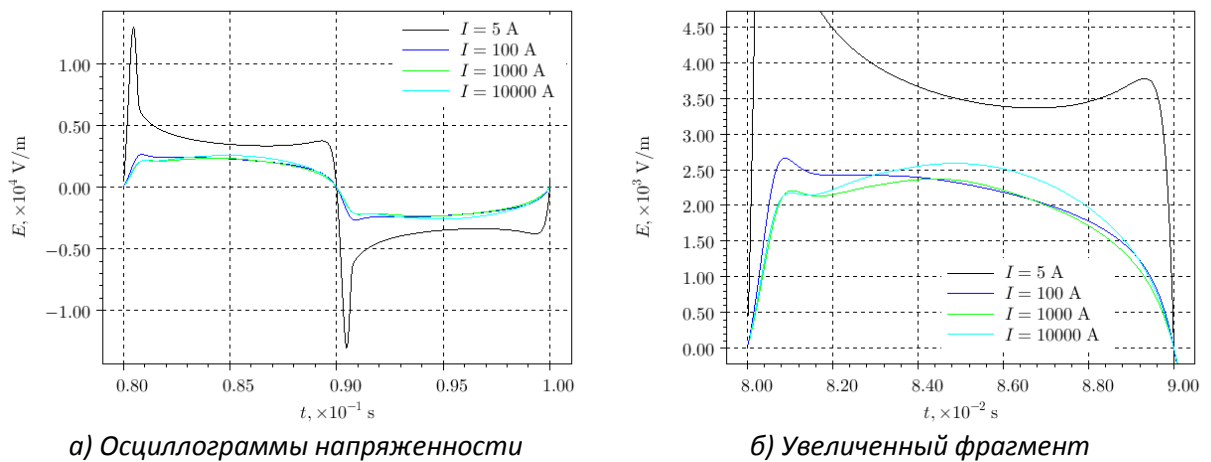 I = 5 A
I = 100 A
I = 1000 A
I = 10000 A
1.00
0.50
0.00
−0.50
−1.00
E, ×10⁴ V/m
0.80 0.85 0.90 0.95 1.00
t, ×10⁻¹ s
а) Осциллограммы напряженности
4.50
4.00
3.50
3.00
2.50
2.00
1.50
1.00
0.50
0.00
E, ×10³ V/m
I = 5 A
I = 100 A
I = 1000 A
I = 10000 A
8.00 8.20 8.40 8.60 8.80 9.00
t, ×10⁻² s
б) Увеличенный фрагмент